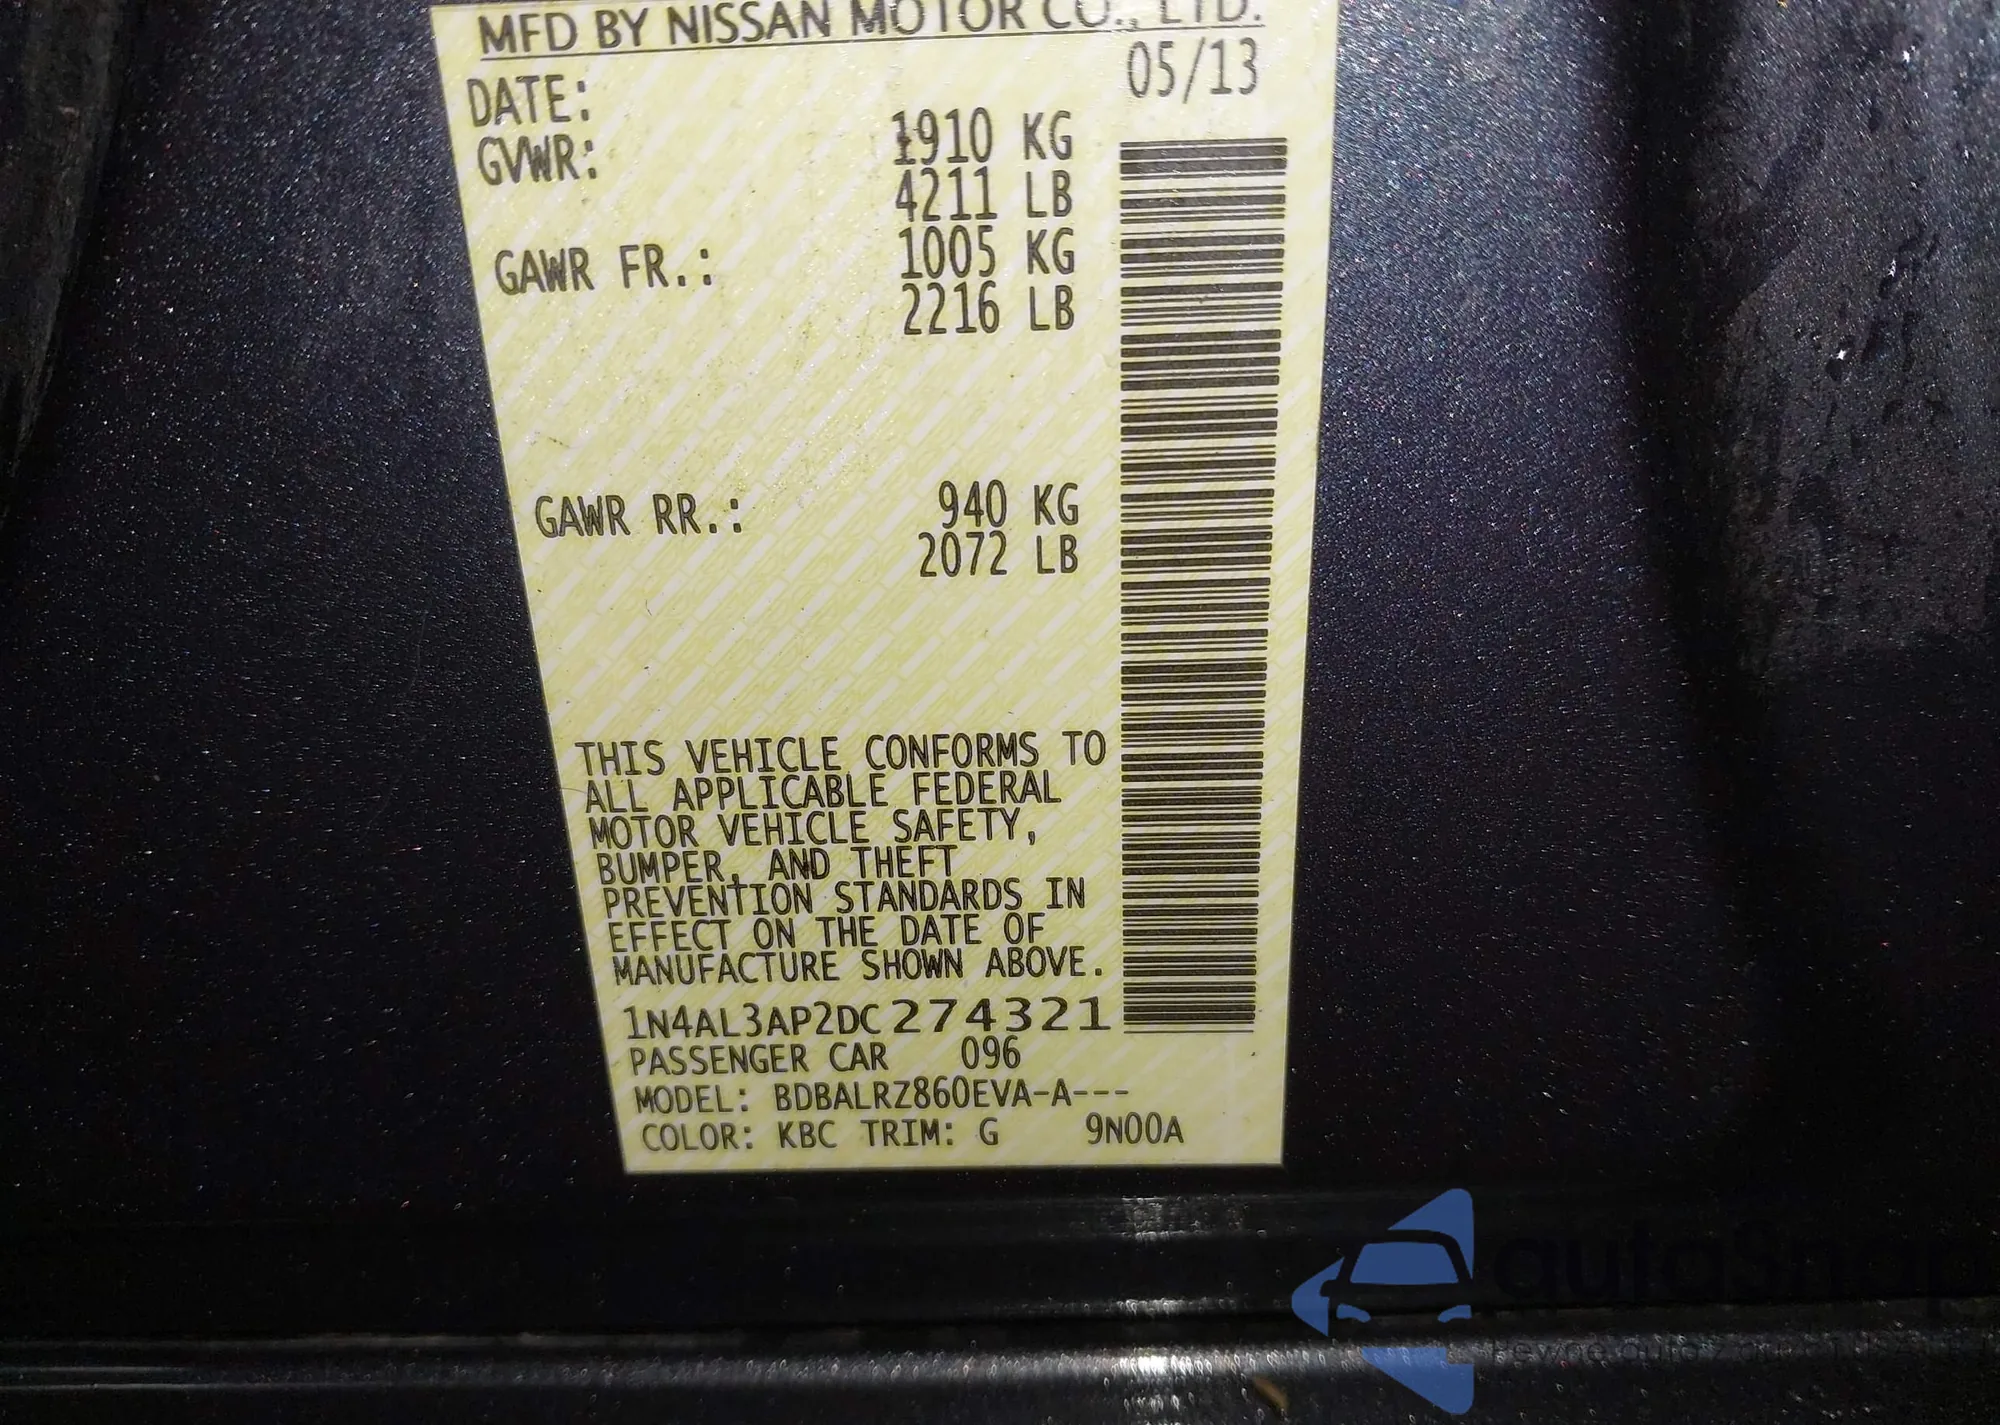 MFD BY NISSAN MOTOR CO., LTD.
DATE: 05/13
GVWR: 1910 KG
4211 LB
GAWR FR.: 1005 KG
2216 LB
GAWR RR.: 940 KG
2072 LB
THIS VEHICLE CONFORMS TO
ALL APPLICABLE FEDERAL
MOTOR VEHICLE SAFETY,
BUMPER, AND THEFT
PREVENTION STANDARDS IN
EFFECT ON THE DATE OF
MANUFACTURE SHOWN ABOVE.
1N4AL3AP2DC274321
PASSENGER CAR 096
MODEL: BDBALRZ860EVA-A---
COLOR: KBC TRIM: G 9N00A